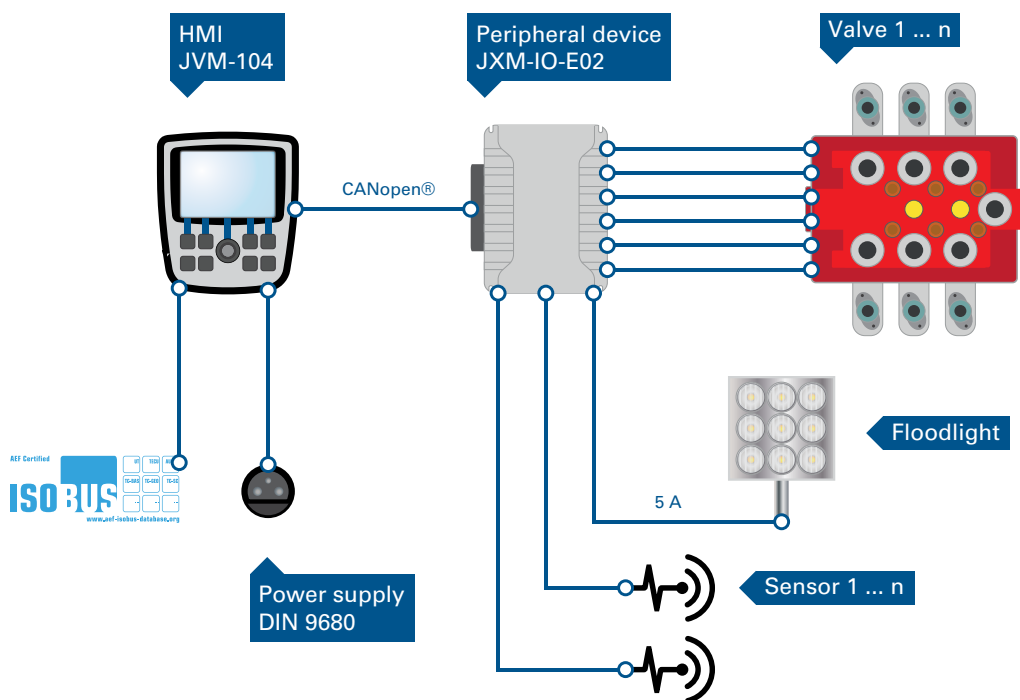 HMI
JVM-104
Peripheral device
JXM-IO-E02
Valve 1 ... n
CANopen®
Floodlight
5 A
AEF Certified
ISOBUS
www.aef-isobus-database.org
Power supply
DIN 9680
Sensor 1 ... n